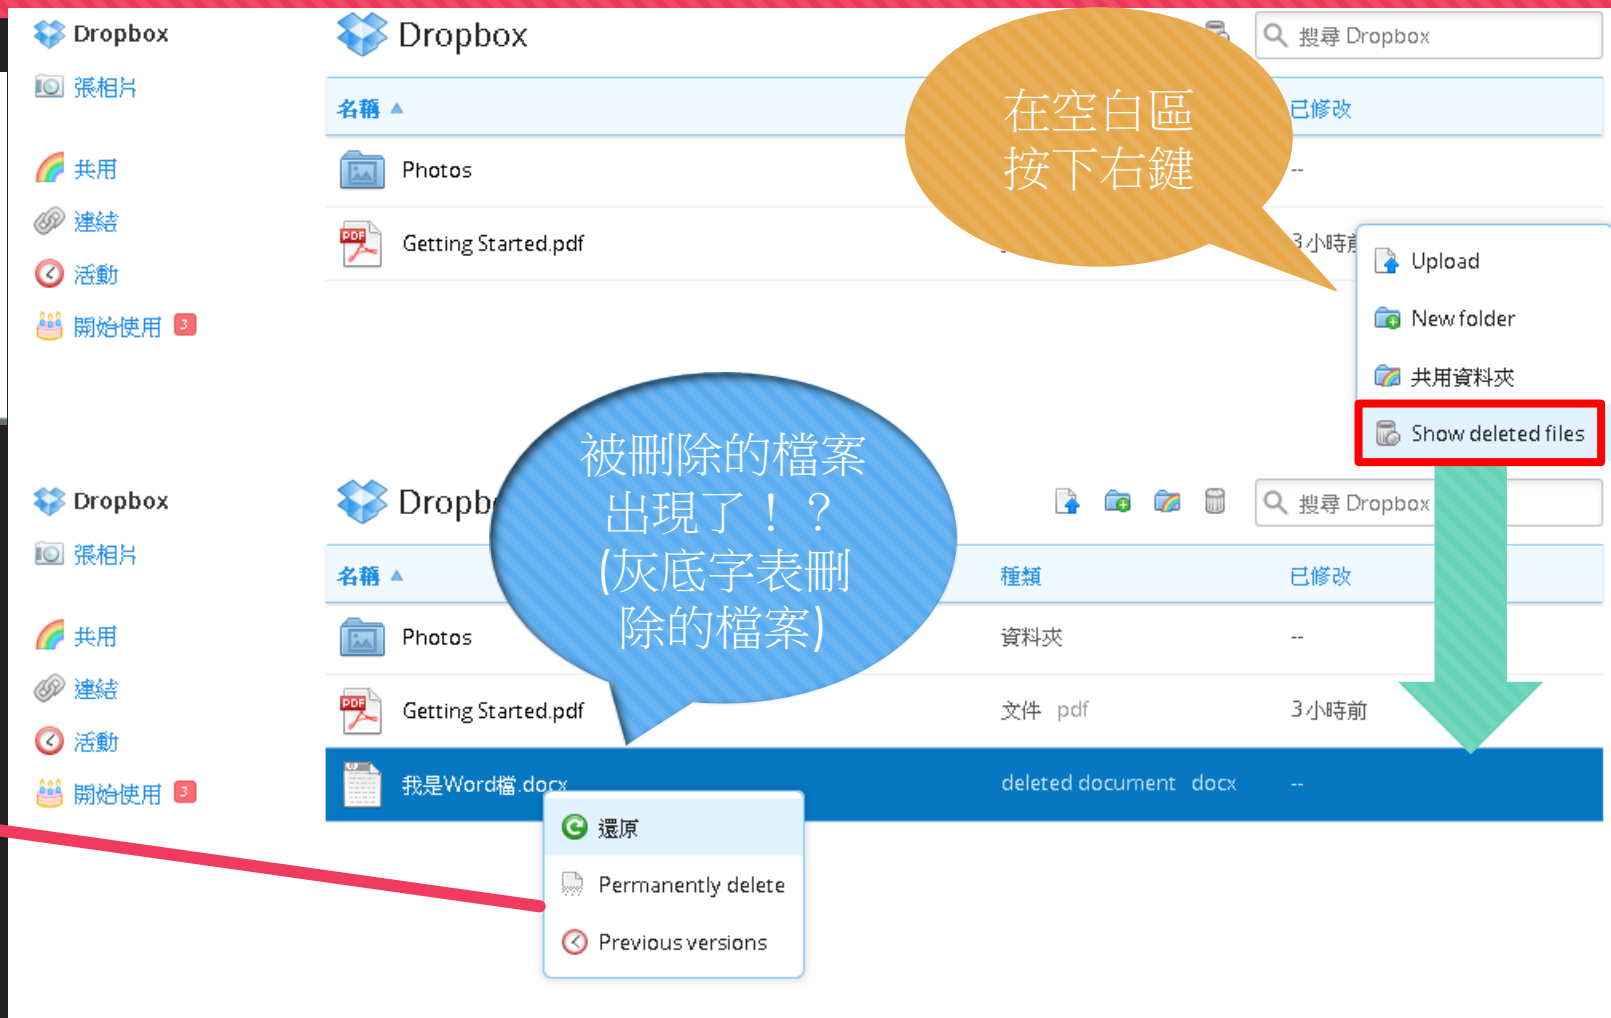 Dropbox
張相片
共用
連結
活動
開始使用 3
Dropbox
搜尋 Dropbox
名稱
已修改
Photos
--
Getting Started.pdf
3小時前
在空白區
按下右鍵
Upload
New folder
共用資料夾
Show deleted files
被刪除的檔案
出現了！？
(灰底字表刪
除的檔案)
Dropbox
張相片
共用
連結
活動
開始使用 3
搜尋 Dropbox
名稱
種類
已修改
Photos
資料夾
--
Getting Started.pdf
文件 pdf
3小時前
我是Word檔.docx
deleted document docx
--
還原
Permanently delete
Previous versions